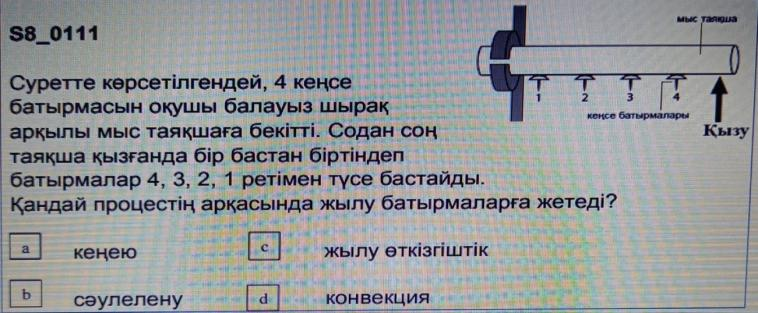 S8_0111
мыс таяқша
1 2 3 4
кеңсе батырмалары
Қызу
Суретте көрсетілгендей, 4 кеңсе
батырмасын оқушы балауыз шырақ
арқылы мыс таяқшаға бекітті. Содан соң
таяқша қызғанда бір бастан біртіндеп
батырмалар 4, 3, 2, 1 ретімен түсе бастайды.
Қандай процестің арқасында жылу батырмаларға жетеді?
a кеңею
c жылу өткізгіштік
b сәулелену
d конвекция